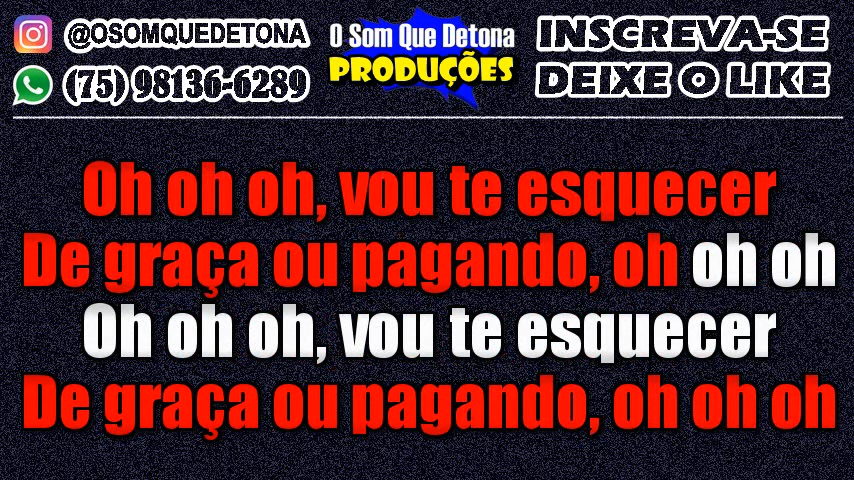 @OSOMQUEDETONA
(75) 98136-6289
O Som Que Detona
PRODUÇÕES
INSCREVA-SE
DEIXE O LIKE
Oh oh oh, vou te esquecer
De graça ou pagando, oh oh oh
Oh oh oh, vou te esquecer
De graça ou pagando, oh oh oh